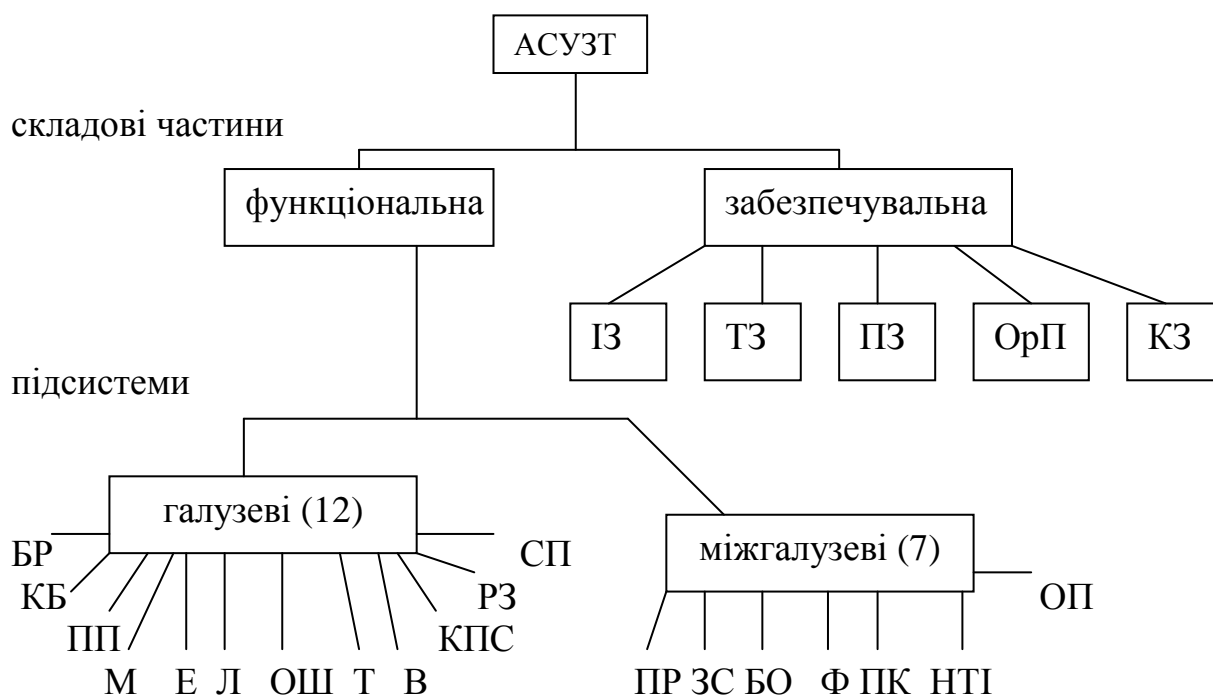 АСУЗТ
складові частини
функціональна забезпечувальна
ІЗ ТЗ ПЗ ОрП КЗ
підсистеми
галузеві (12)
БР СП міжгалузеві (7)
КБ РЗ ОП
ПП КПС
М Е Л ОШ Т В ПР ЗС БО Ф ПК НТІ